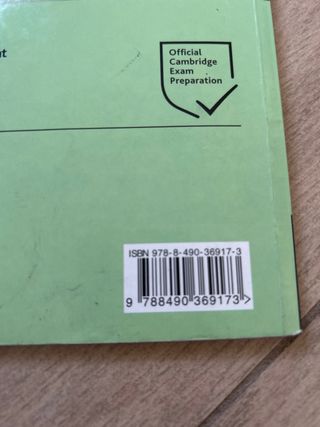 Official
Cambridge
Exam
Preparation
ISBN 978-8-490-36917-3
9 788490 369173 >